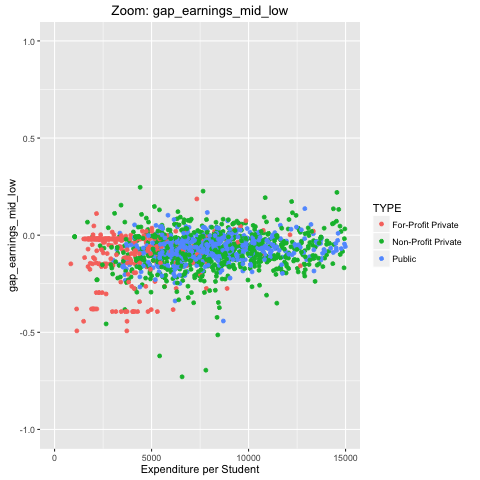 Zoom: gap_earnings_mid_low
1.0
0.5
0.0
-0.5
-1.0
gap_earnings_mid_low
0 5000 10000 15000
Expenditure per Student
TYPE
For-Profit Private
Non-Profit Private
Public